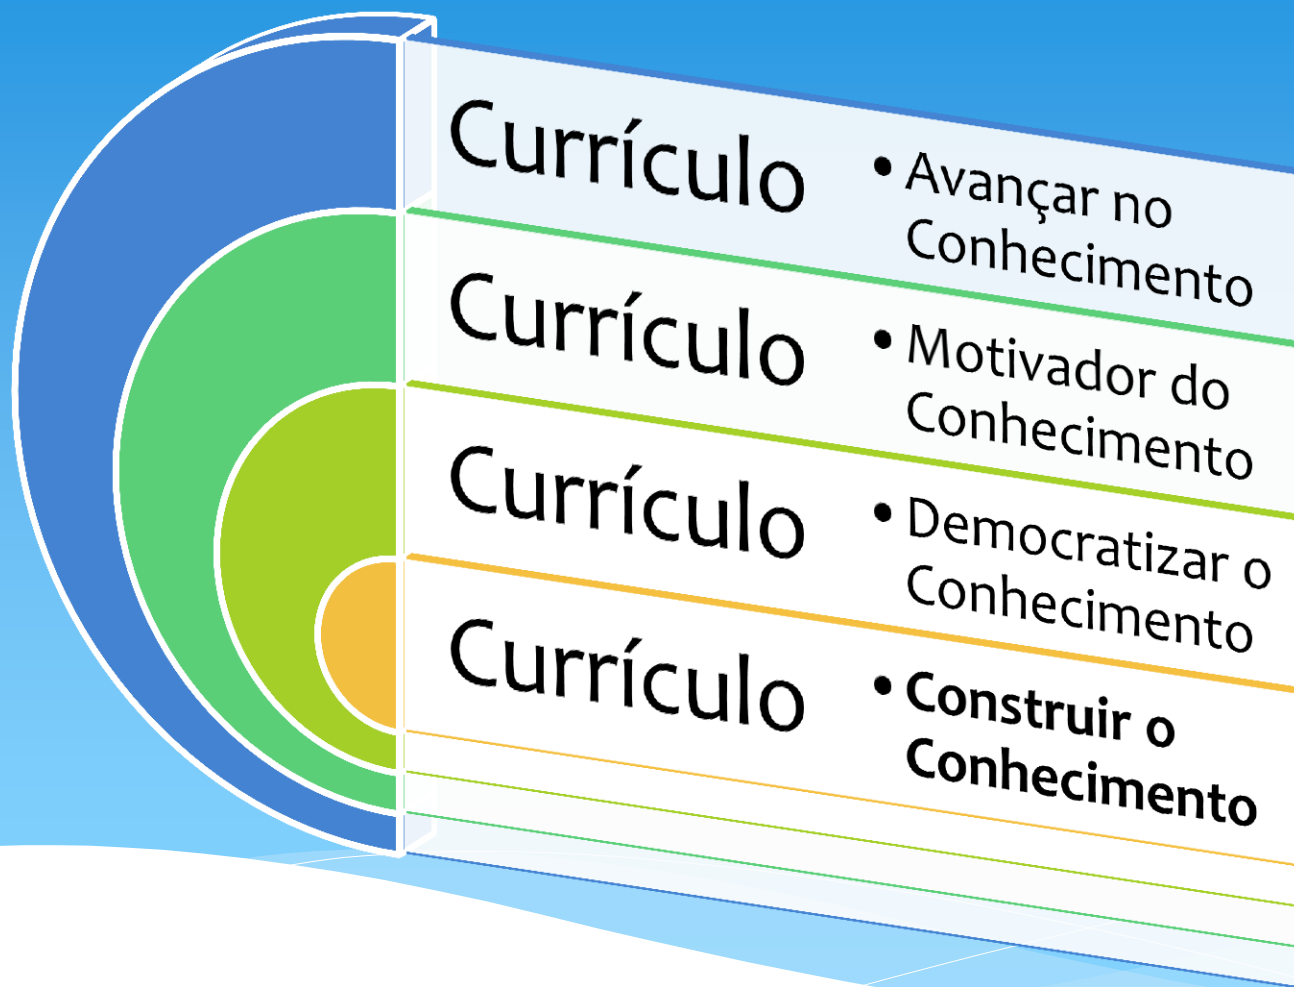 Currículo
• Avançar no
Conhecimento
Currículo
• Motivador do
Conhecimento
Currículo
• Democratizar o
Conhecimento
Currículo
• Construir o
Conhecimento